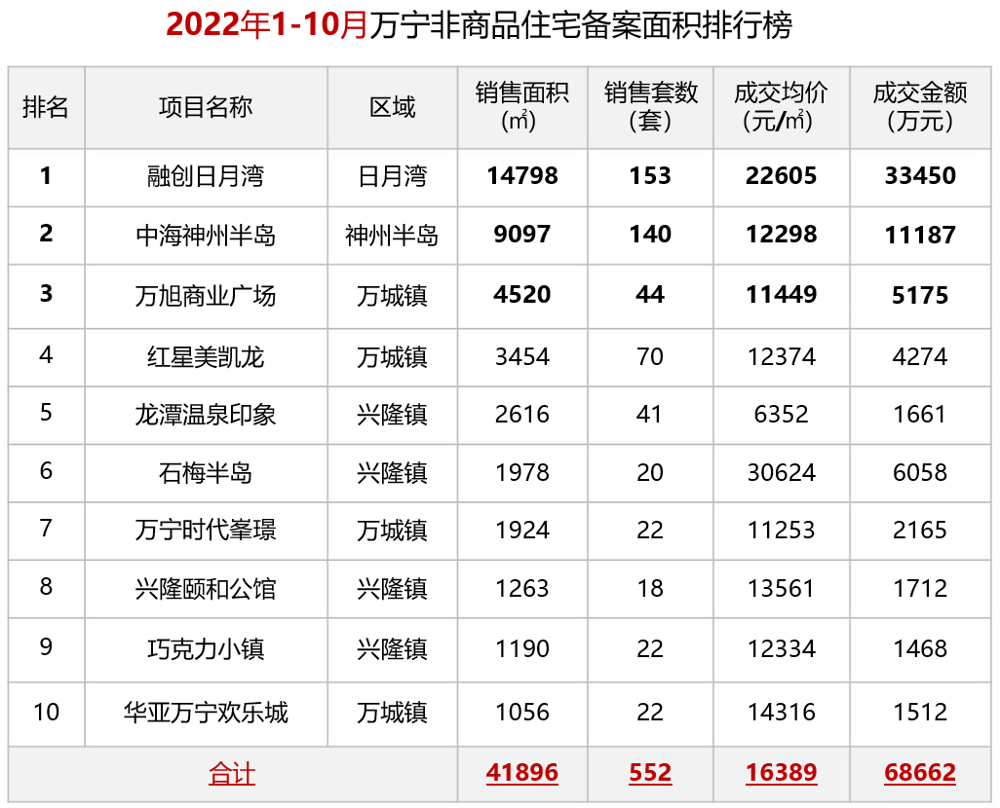 2022年1-10月万宁非商品住宅备案面积排行榜
排名 项目名称 区域 销售面积（㎡） 销售套数（套） 成交均价（元/㎡） 成交金额（万元）
1 融创日月湾 日月湾 14798 153 22605 33450
2 中海神州半岛 神州半岛 9097 140 12298 11187
3 万旭商业广场 万城镇 4520 44 11449 5175
4 红星美凯龙 万城镇 3454 70 12374 4274
5 龙潭温泉印象 兴隆镇 2616 41 6352 1661
6 石梅半岛 兴隆镇 1978 20 30624 6058
7 万宁时代峯璟 万城镇 1924 22 11253 2165
8 兴隆颐和公馆 兴隆镇 1263 18 13561 1712
9 巧克力小镇 兴隆镇 1190 22 12334 1468
10 华亚万宁欢乐城 万城镇 1056 22 14316 1512
合计 41896 552 16389 68662